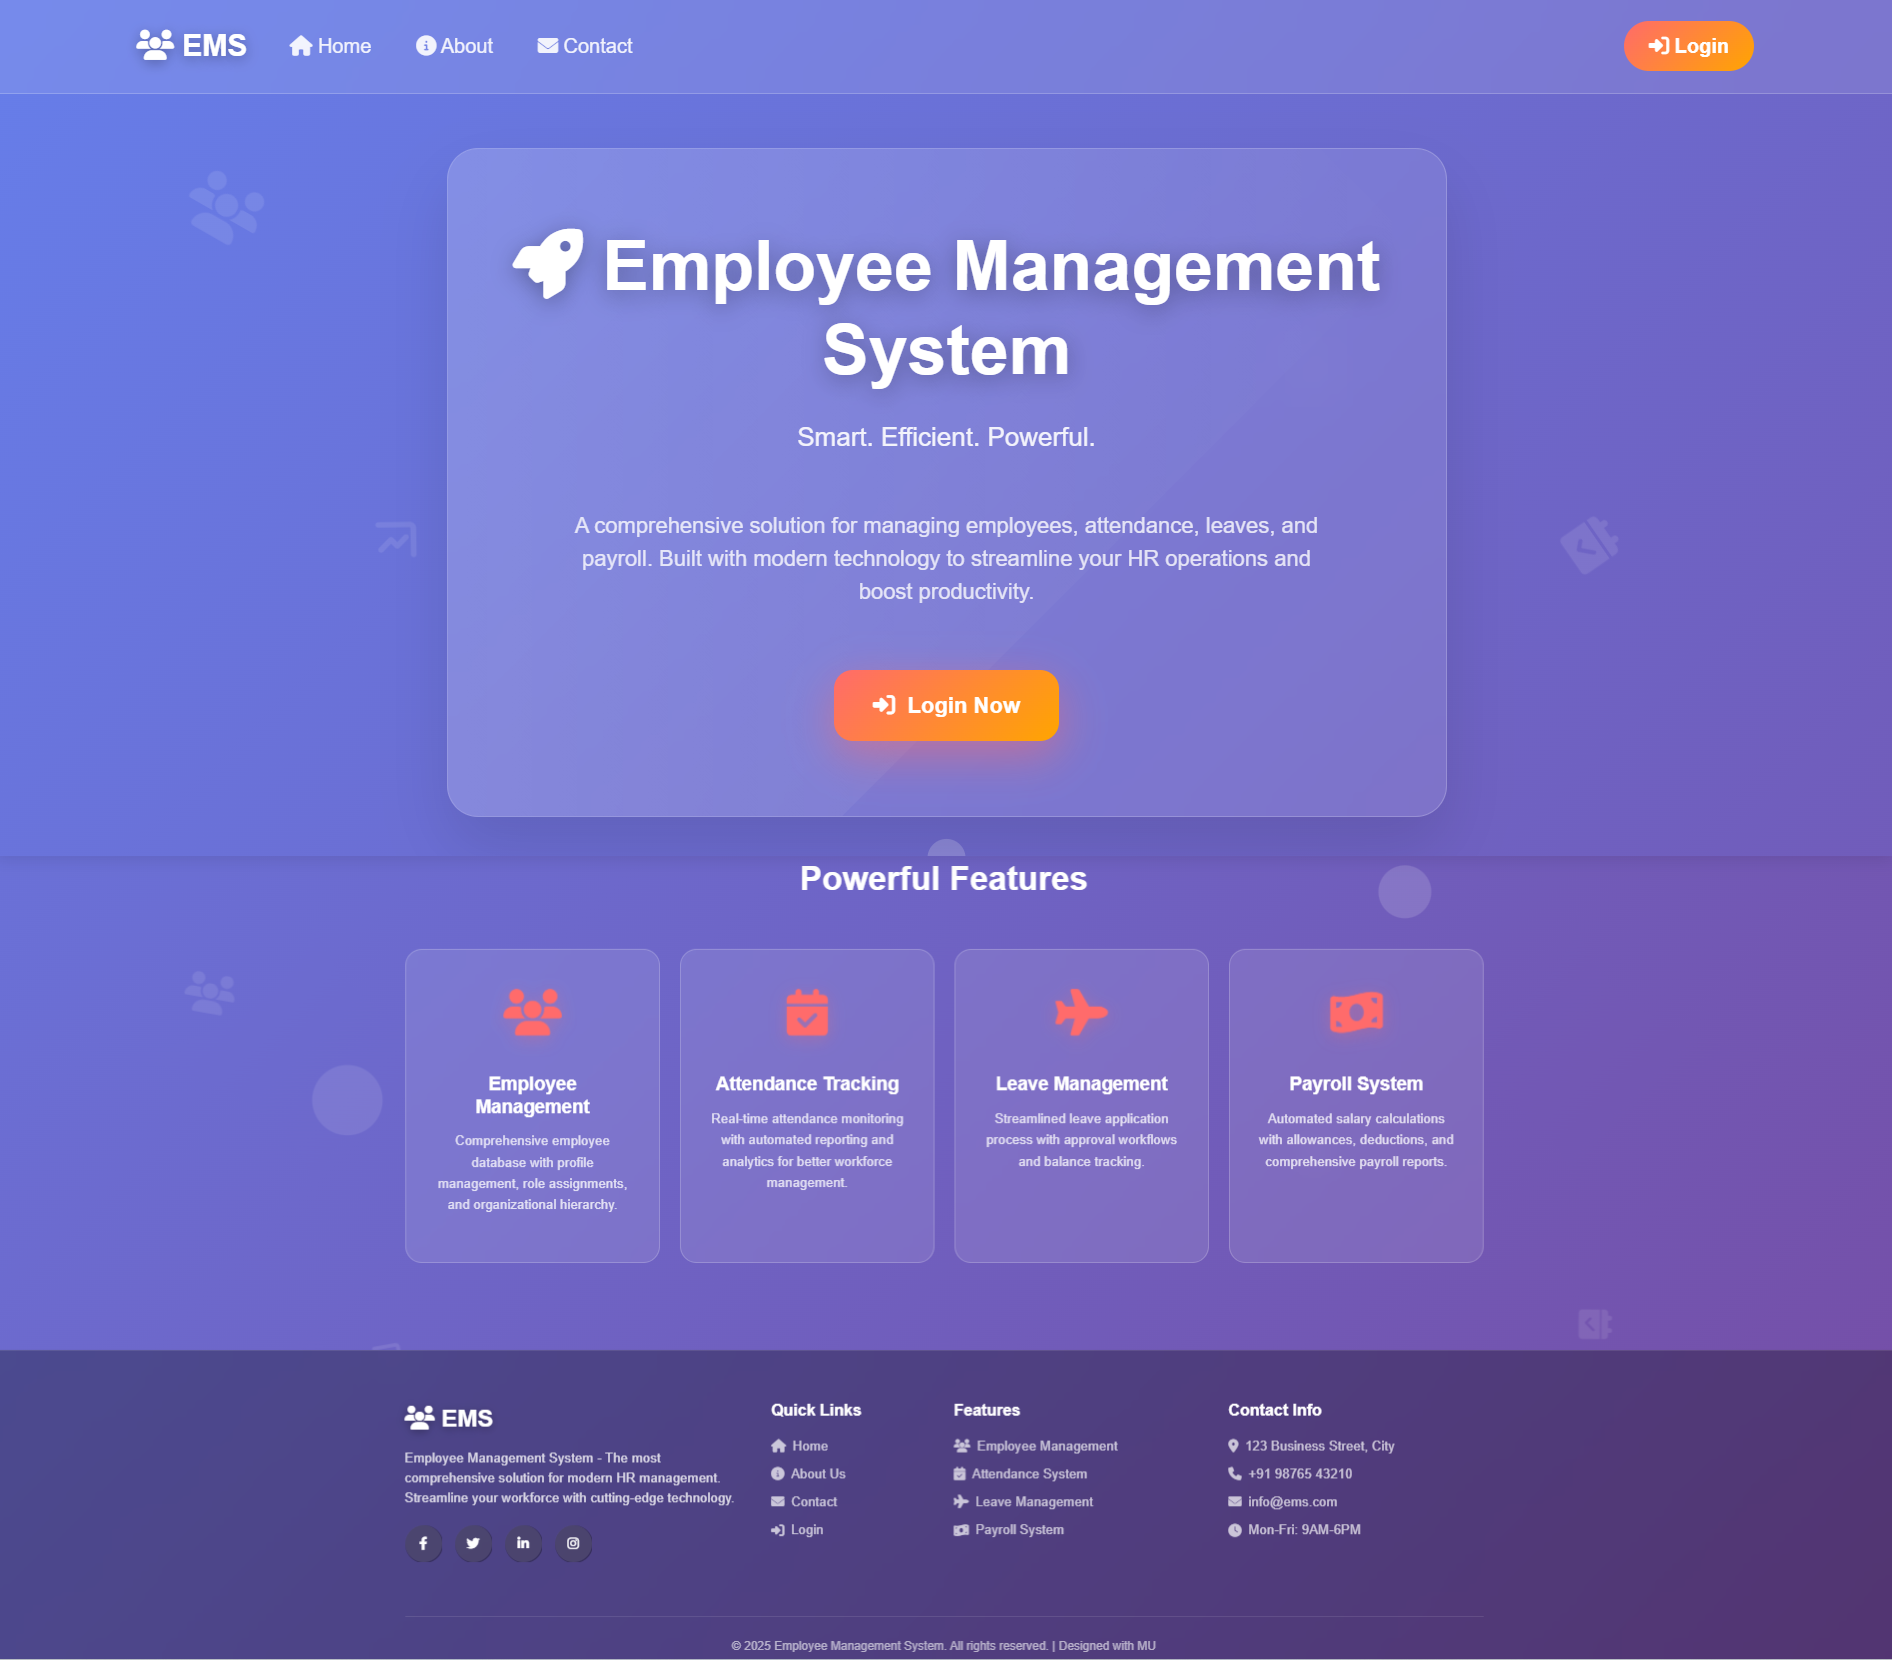 EMS
Home
About
Contact
Login
Employee Management
System
Smart. Efficient. Powerful.
A comprehensive solution for managing employees, attendance, leaves, and
payroll. Built with modern technology to streamline your HR operations and
boost productivity.
Login Now
Powerful Features
Employee
Management
Comprehensive employee
database with profile
management, role assignments,
and organizational hierarchy.
Attendance Tracking
Real-time attendance monitoring
with automated reporting and
analytics for better workforce
management.
Leave Management
Streamlined leave application
process with approval workflows
and balance tracking.
Payroll System
Automated salary calculations
with allowances, deductions, and
comprehensive payroll reports.
EMS
Employee Management System - The most
comprehensive solution for modern HR management.
Streamline your workforce with cutting-edge technology.
Quick Links
Home
About Us
Contact
Login
Features
Employee Management
Attendance System
Leave Management
Payroll System
Contact Info
123 Business Street, City
+91 98765 43210
info@ems.com
Mon-Fri: 9AM-6PM
© 2025 Employee Management System. All rights reserved. | Designed with MU